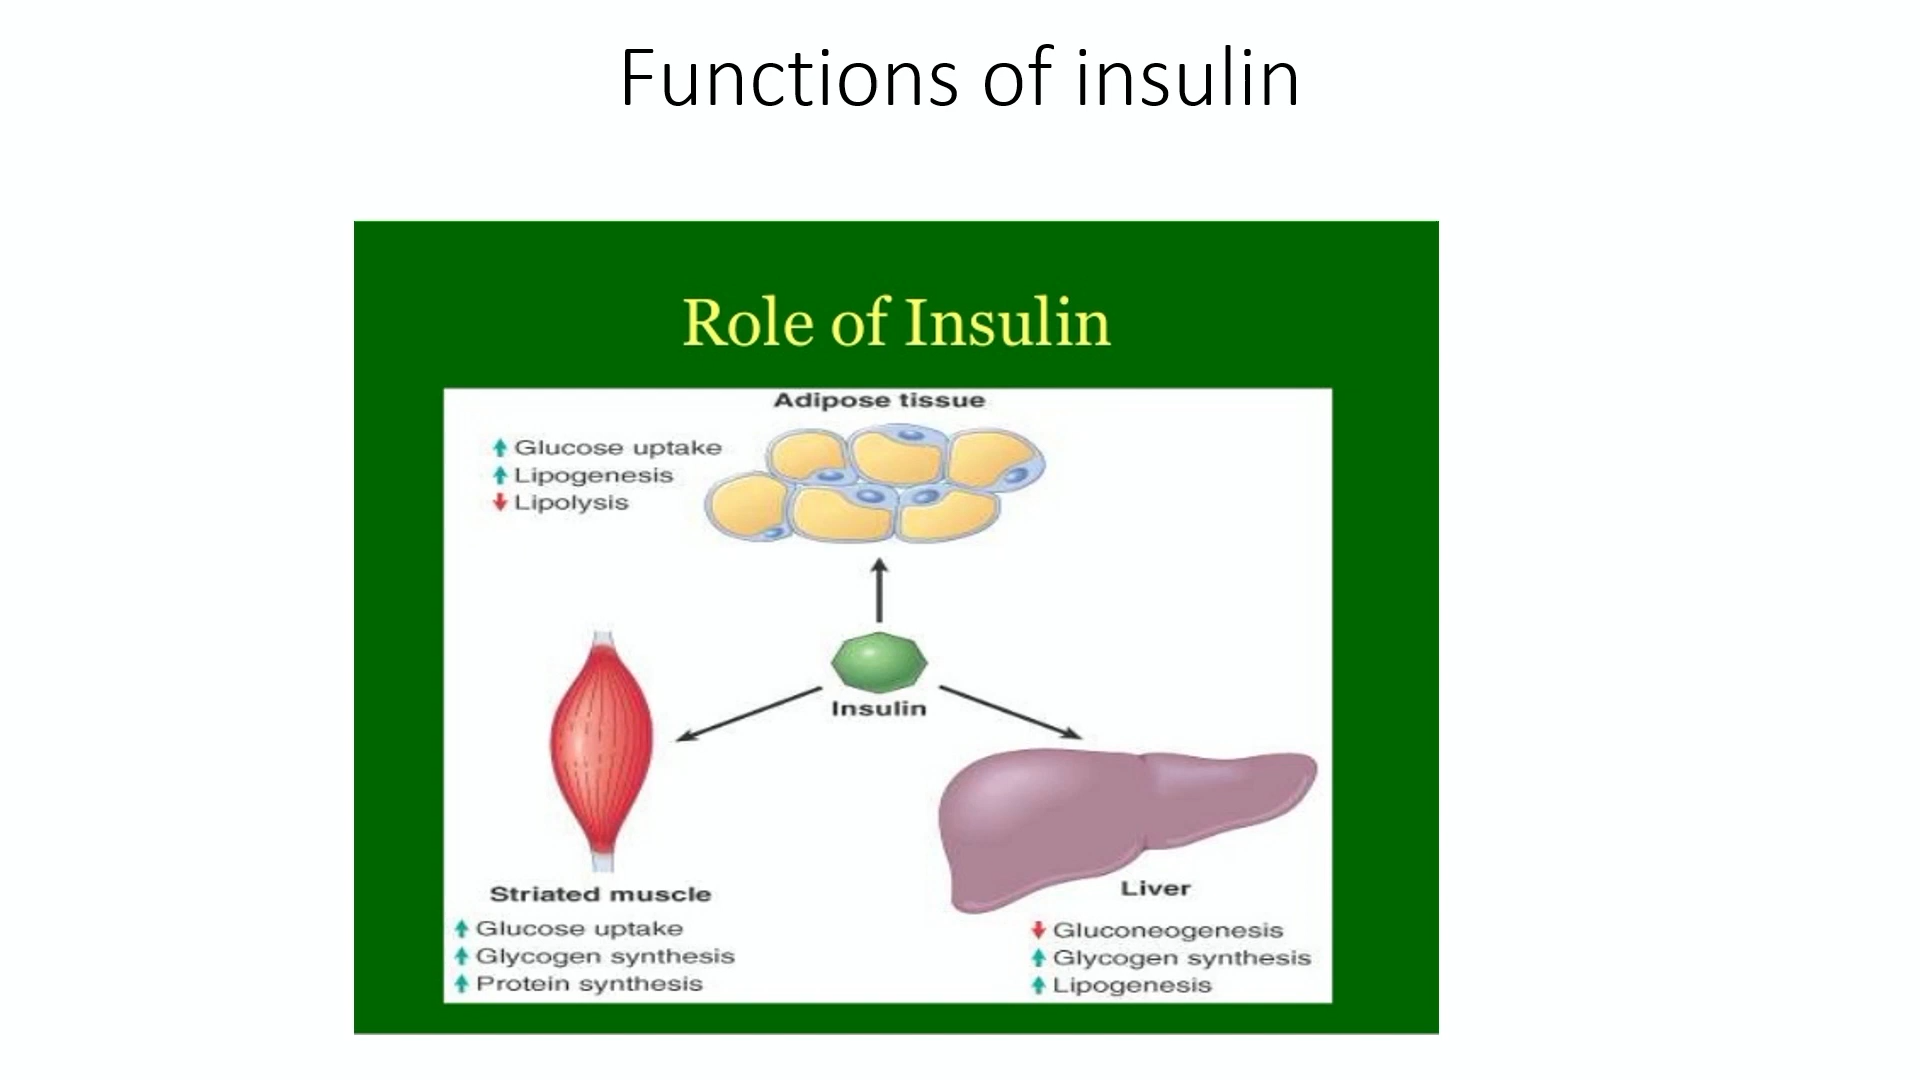 Functions of insulin
Role of Insulin
Adipose tissue
Glucose uptake
Lipogenesis
Lipolysis
Insulin
Striated muscle
Glucose uptake
Glycogen synthesis
Protein synthesis
Liver
Gluconeogenesis
Glycogen synthesis
Lipogenesis